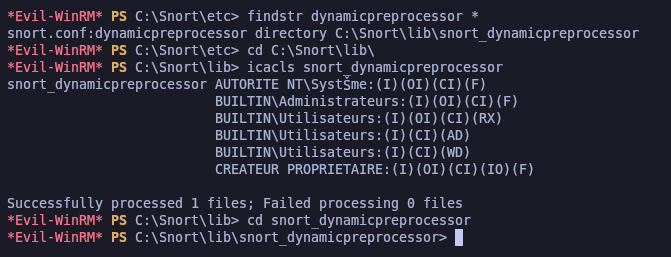 *Evil-WinRM* PS C:\Snort\etc> findstr dynamicpreprocessor *
snort.conf:dynamicpreprocessor directory C:\Snort\lib\snort_dynamicpreprocessor
*Evil-WinRM* PS C:\Snort\etc> cd C:\Snort\lib\
*Evil-WinRM* PS C:\Snort\lib> icacls snort_dynamicpreprocessor
snort_dynamicpreprocessor AUTORITE NT\SystŠme:(I)(OI)(CI)(F)
BUILTIN\Administrateurs:(I)(OI)(CI)(F)
BUILTIN\Utilisateurs:(I)(OI)(CI)(RX)
BUILTIN\Utilisateurs:(I)(CI)(AD)
BUILTIN\Utilisateurs:(I)(CI)(WD)
CREATEUR PROPRIETAIRE:(I)(OI)(CI)(IO)(F)
Successfully processed 1 files; Failed processing 0 files
*Evil-WinRM* PS C:\Snort\lib> cd snort_dynamicpreprocessor
*Evil-WinRM* PS C:\Snort\lib\snort_dynamicpreprocessor>